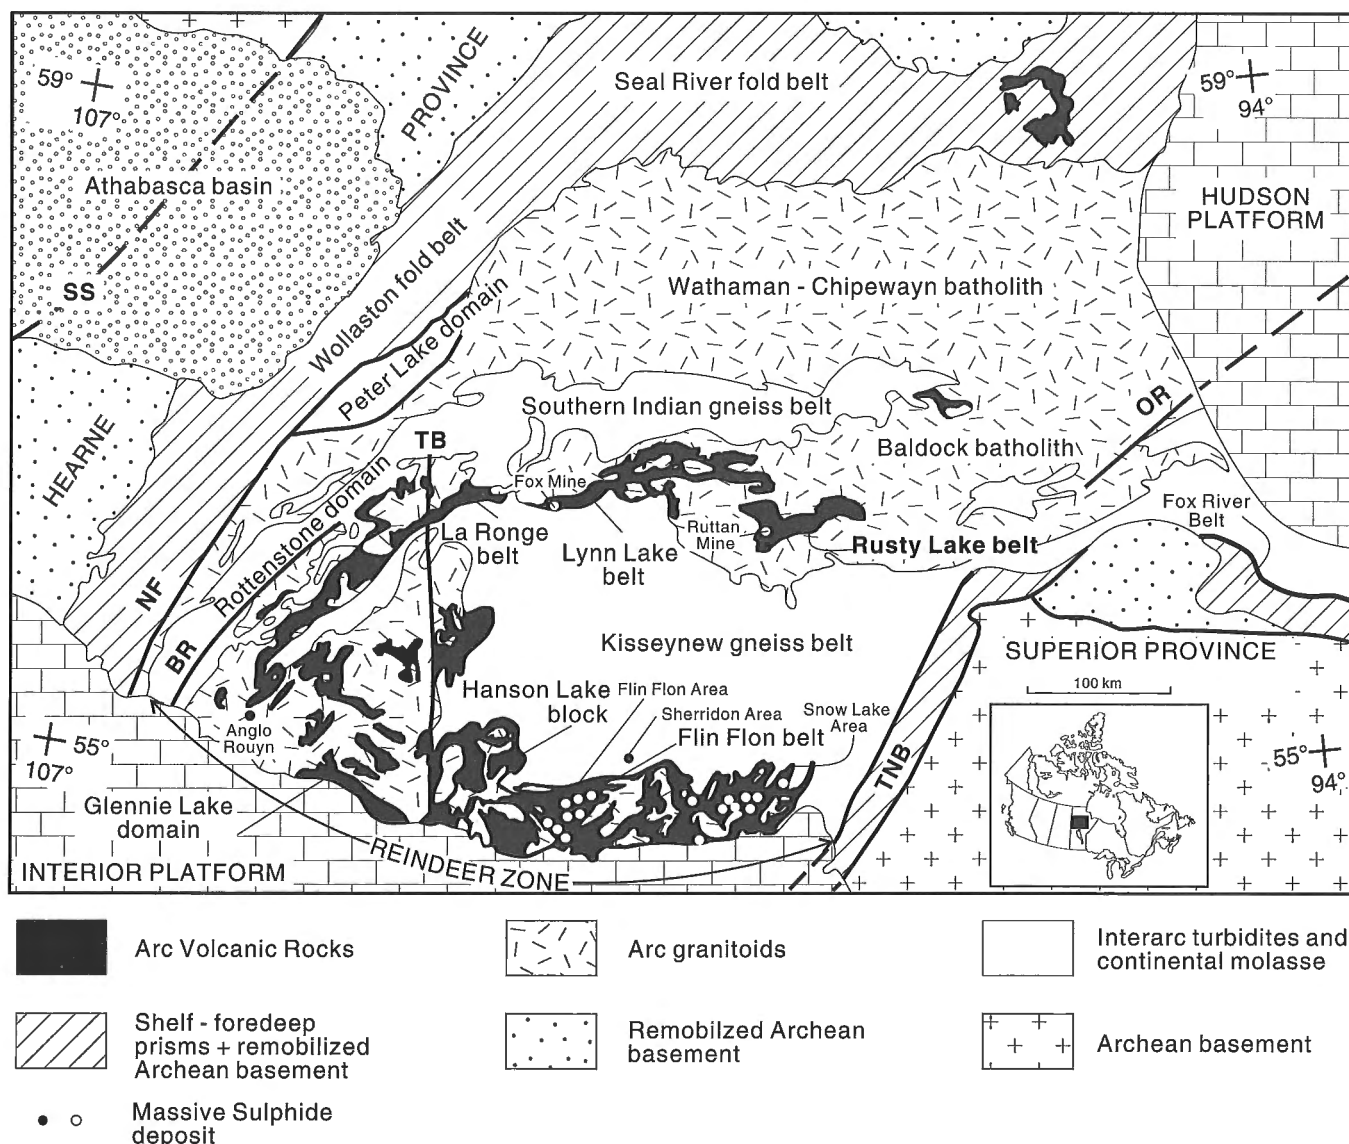 59°
107°
PROVINCE
Seal River fold belt
59°
94°
Athabasca basin
HUDSON
PLATFORM
SS
Wollaston fold belt
Wathaman - Chipewayn batholith
Peter Lake domain
HEARNE
TB
Southern Indian gneiss belt
OR
Baldock batholith
Fox Mine
Rottenstone domain
La Ronge
belt
Lynn Lake
belt
Ruttan
Mine
Rusty Lake belt
Fox River
Belt
NF
BR
Kisseynew gneiss belt
SUPERIOR PROVINCE
100 km
Hanson Lake
block
Flin Flon Area
Sherridon Area
Snow Lake
Area
Flin Flon belt
Anglo
Rouyn
55°
107°
TNB
55°
94°
Glennie Lake
domain
REINDEER ZONE
INTERIOR PLATFORM
Arc Volcanic Rocks
Arc granitoids
Interarc turbidites and
continental molasse
Shelf - foredeep
prisms + remobilized
Archean basement
Remobilzed Archean
basement
Archean basement
Massive Sulphide
deposit